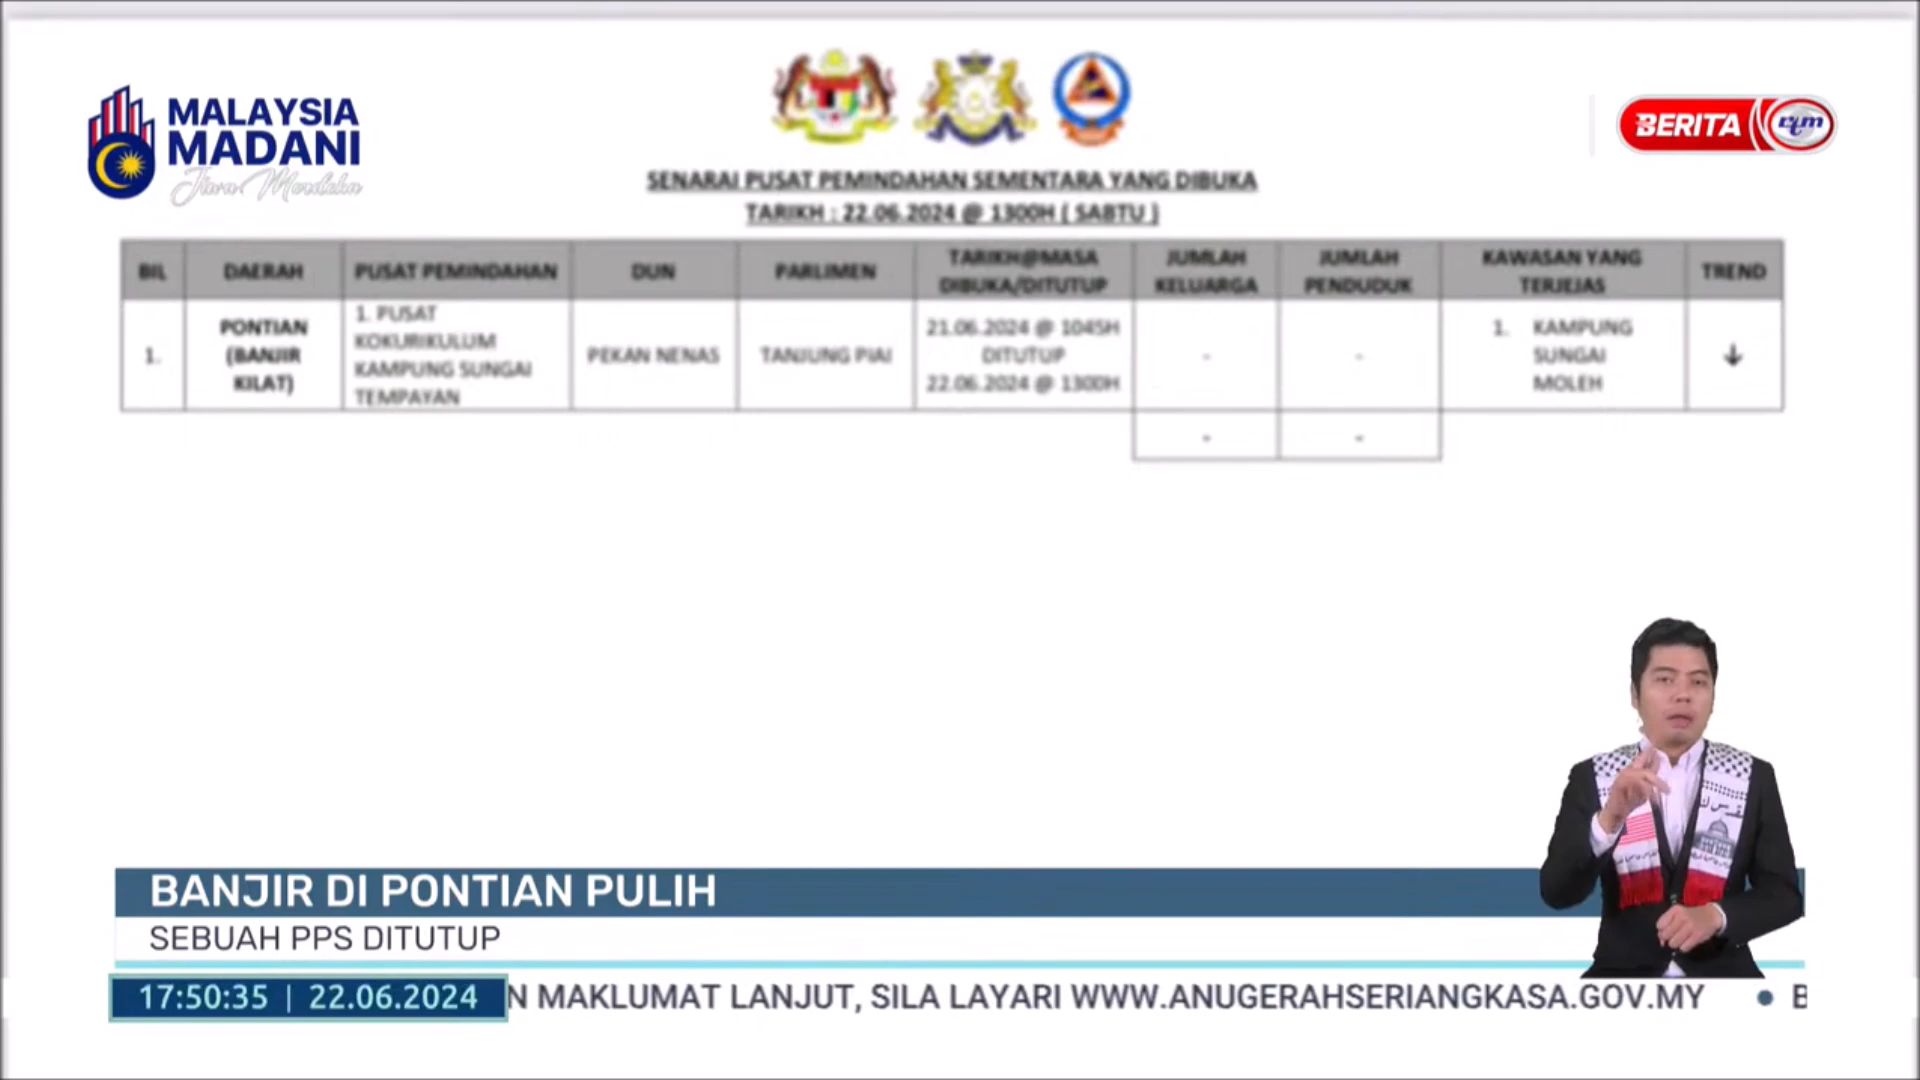 MALAYSIA
MADANI
Jiwa Merdeka
BERITA rtm
SENARAI PUSAT PEMINDAHAN SEMENTARA YANG DIBUKA
TARIKH : 22.06.2024 @ 1300H ( SABTU )
BIL DAERAH PUSAT PEMINDAHAN DUN PARLIMEN TARIKH@MASA DIBUKA/DITUTUP JUMLAH KELUARGA JUMLAH PENDUDUK KAWASAN YANG TERJEJAS TREND
1. PONTIAN (BANJIR KILAT) 1. PUSAT KOKURIKULUM KAMPUNG SUNGAI TEMPAYAN PEKAN NENAS TANJUNG PIAI 21.06.2024 @ 1045H DITUTUP 22.06.2024 @ 1300H - - 1. KAMPUNG SUNGAI MOLEH ↓
- -
BANJIR DI PONTIAN PULIH
SEBUAH PPS DITUTUP
17:50:35 | 22.06.2024 N MAKLUMAT LANJUT, SILA LAYARI WWW.ANUGERAHSERIANGKASA.GOV.MY • B